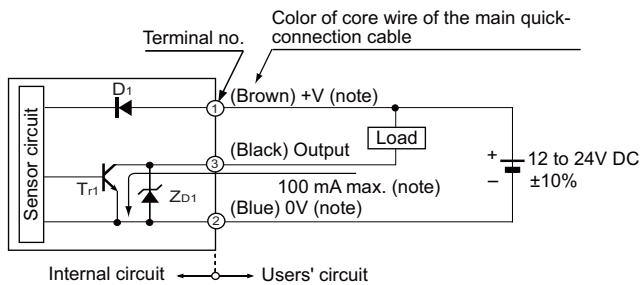 Color of core wire of the main quick-
connection cable
Terminal no.
D1
1
(Brown) +V (note)
Load
Sensor circuit
3
(Black) Output
+
12 to 24V DC
±10%
−
Tr1
ZD1
100 mA max. (note)
2
(Blue) 0V (note)
Internal circuit
Users' circuit